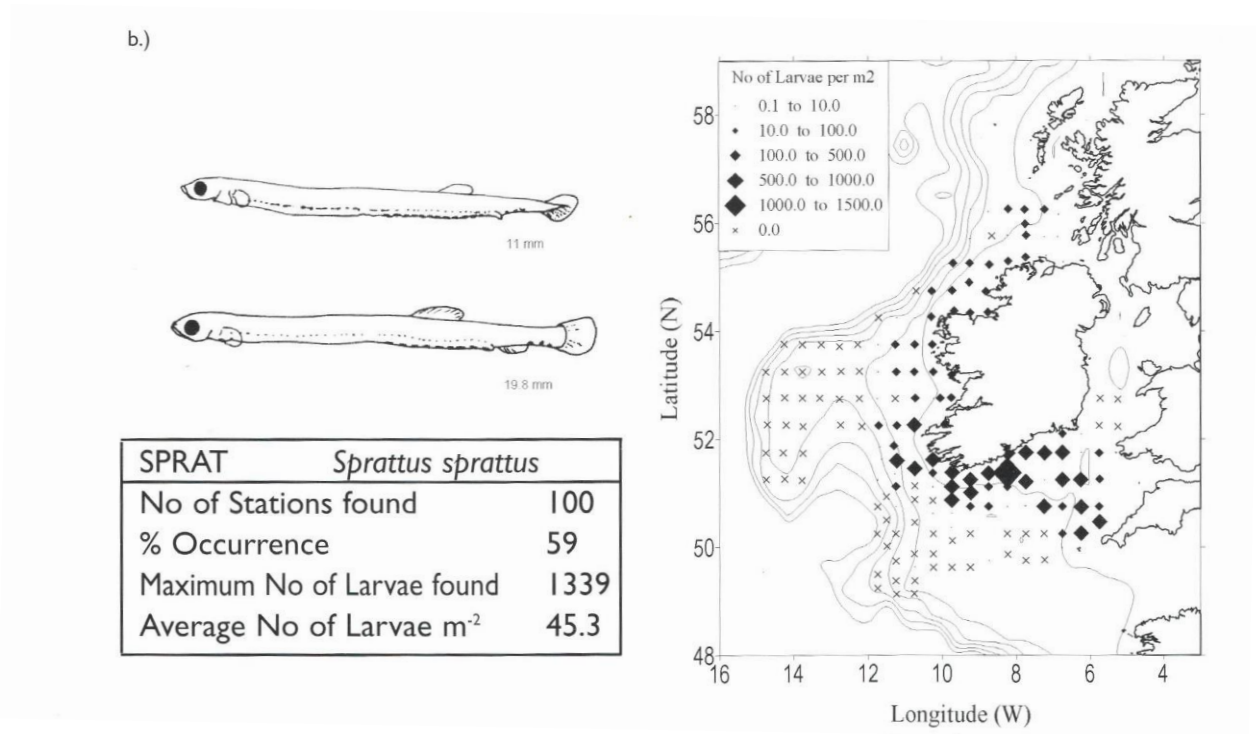 b.)
11 mm
19.8 mm
SPRAT Sprattus sprattus
No of Stations found 100
% Occurrence 59
Maximum No of Larvae found 1339
Average No of Larvae m-2 45.3
No of Larvae per m2
0.1 to 10.0
10.0 to 100.0
100.0 to 500.0
500.0 to 1000.0
1000.0 to 1500.0
0.0
Latitude (N)
58
56
54
52
50
48
16 14 12 10 8 6 4
Longitude (W)